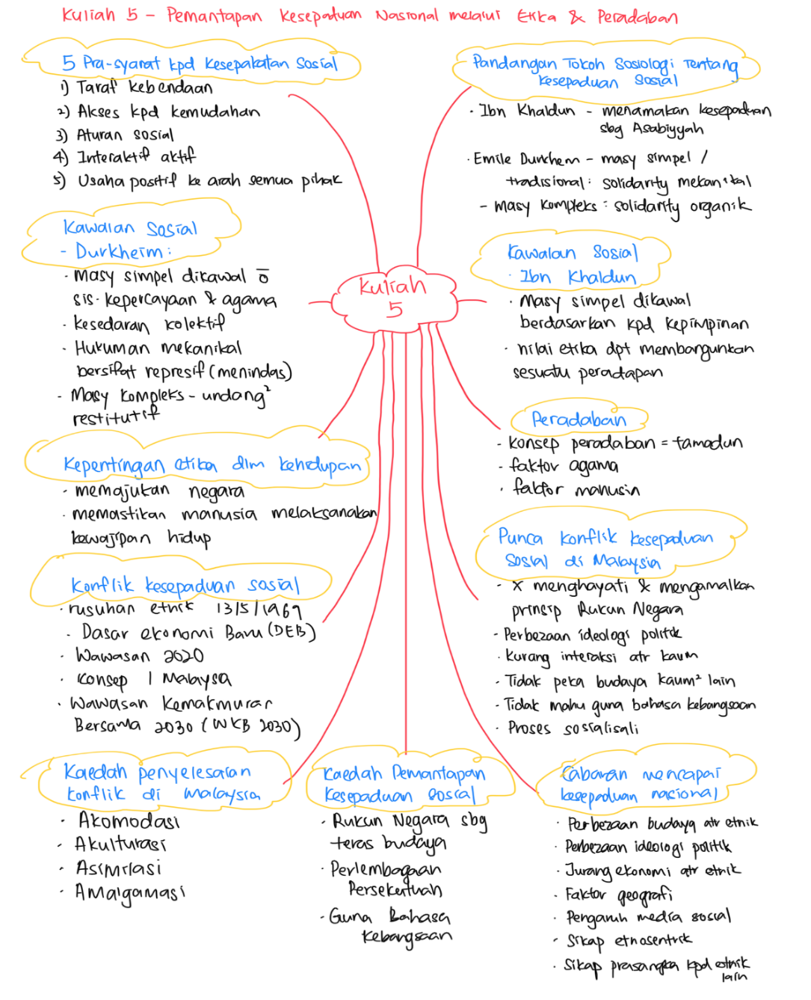 Kuliah 5 - Pemantapan Kesepaduan Nasional melalui Etika & Peradaban
5 Pra-syarat kpd Kesepakatan Sosial
1) Taraf kebendaan
2) Akses kpd kemudahan
3) Aturan sosial
4) Interaktif aktif
5) Usaha positif ke arah semua pihak
Kawalan Sosial
- Durkheim:
· Masy simpel dikawal ō
sis. kepercayaan & agama
· kesedaran kolektif
· Hukuman mekanikal
bersifat represif (menindas)
· Masy kompleks - undang²
restitutif
Kepentingan etika dlm kehidupan
· memajukan negara
· memastikan manusia melaksanakan
kewajipan hidup
Konflik kesepaduan sosial
· rusuhan etnik 13/5/1969
· Dasar ekonomi Baru (DEB)
· Wawasan 2020
· Konsep 1 Malaysa
· Wawasan Kemakmuran
Bersama 2030 (WKB 2030)
Kaedah penyelesaian
konflik di Malaysia
· Akomodasi
· Akulturasi
· Asimilasi
· Amalgamasi
Kuliah
5
Kaedah Pemantapan
kesepaduan sosial
· Rukun Negara sbg
teras budaya
· Perlembagaan
Persekutuan
· Guna Bahasa
Kebangsaan
Pandangan Tokoh Sosiologi Tentang
kesepaduan Sosial
· Ibn Khaldun - menamakan kesepaduan
sbg Asabiyyah
· Emile Durkhem - masy simpel /
tradisional: solidarity mekanikal
- masy kompleks: solidarity organik
Kawalan Sosial
· Ibn Khaldun
· Masy simpel dikawal
berdasarkan kpd kepimpinan
· nilai etika dpt membangunkan
sesuatu peradapan
Peradaban
- konsep peradaban = tamadun
- faktor agama
· faktor manusia
Punca konflik kesepaduan
sosial di Malaysia
· x menghayati & mengamalkan
prinsip Rukun Negara
· Perbezaan ideologi politik
· kurang interaksi atr kaum
· Tidak peka budaya kaum² lain
· Tidak mahu guna bahasa kebangsaan
· Proses sosialisali
Cabaran mencapai
kesepaduan nasional
· Perbezaan budaya atr etnik
· Perbezaan ideologi politik
· Jurang ekonomi atr etnik
· Faktor geografi
· Pengaruh media sosial
· Sikap etnosentrik
· Sikap prasangka kpd etnik
lain